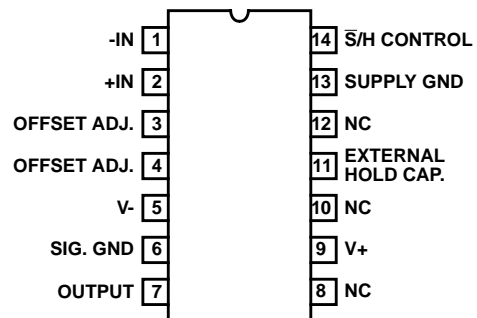 -IN 1
+IN 2
OFFSET ADJ. 3
OFFSET ADJ. 4
V- 5
SIG. GND 6
OUTPUT 7
14 S̅/H CONTROL
13 SUPPLY GND
12 NC
11 EXTERNAL
HOLD CAP.
10 NC
9 V+
8 NC